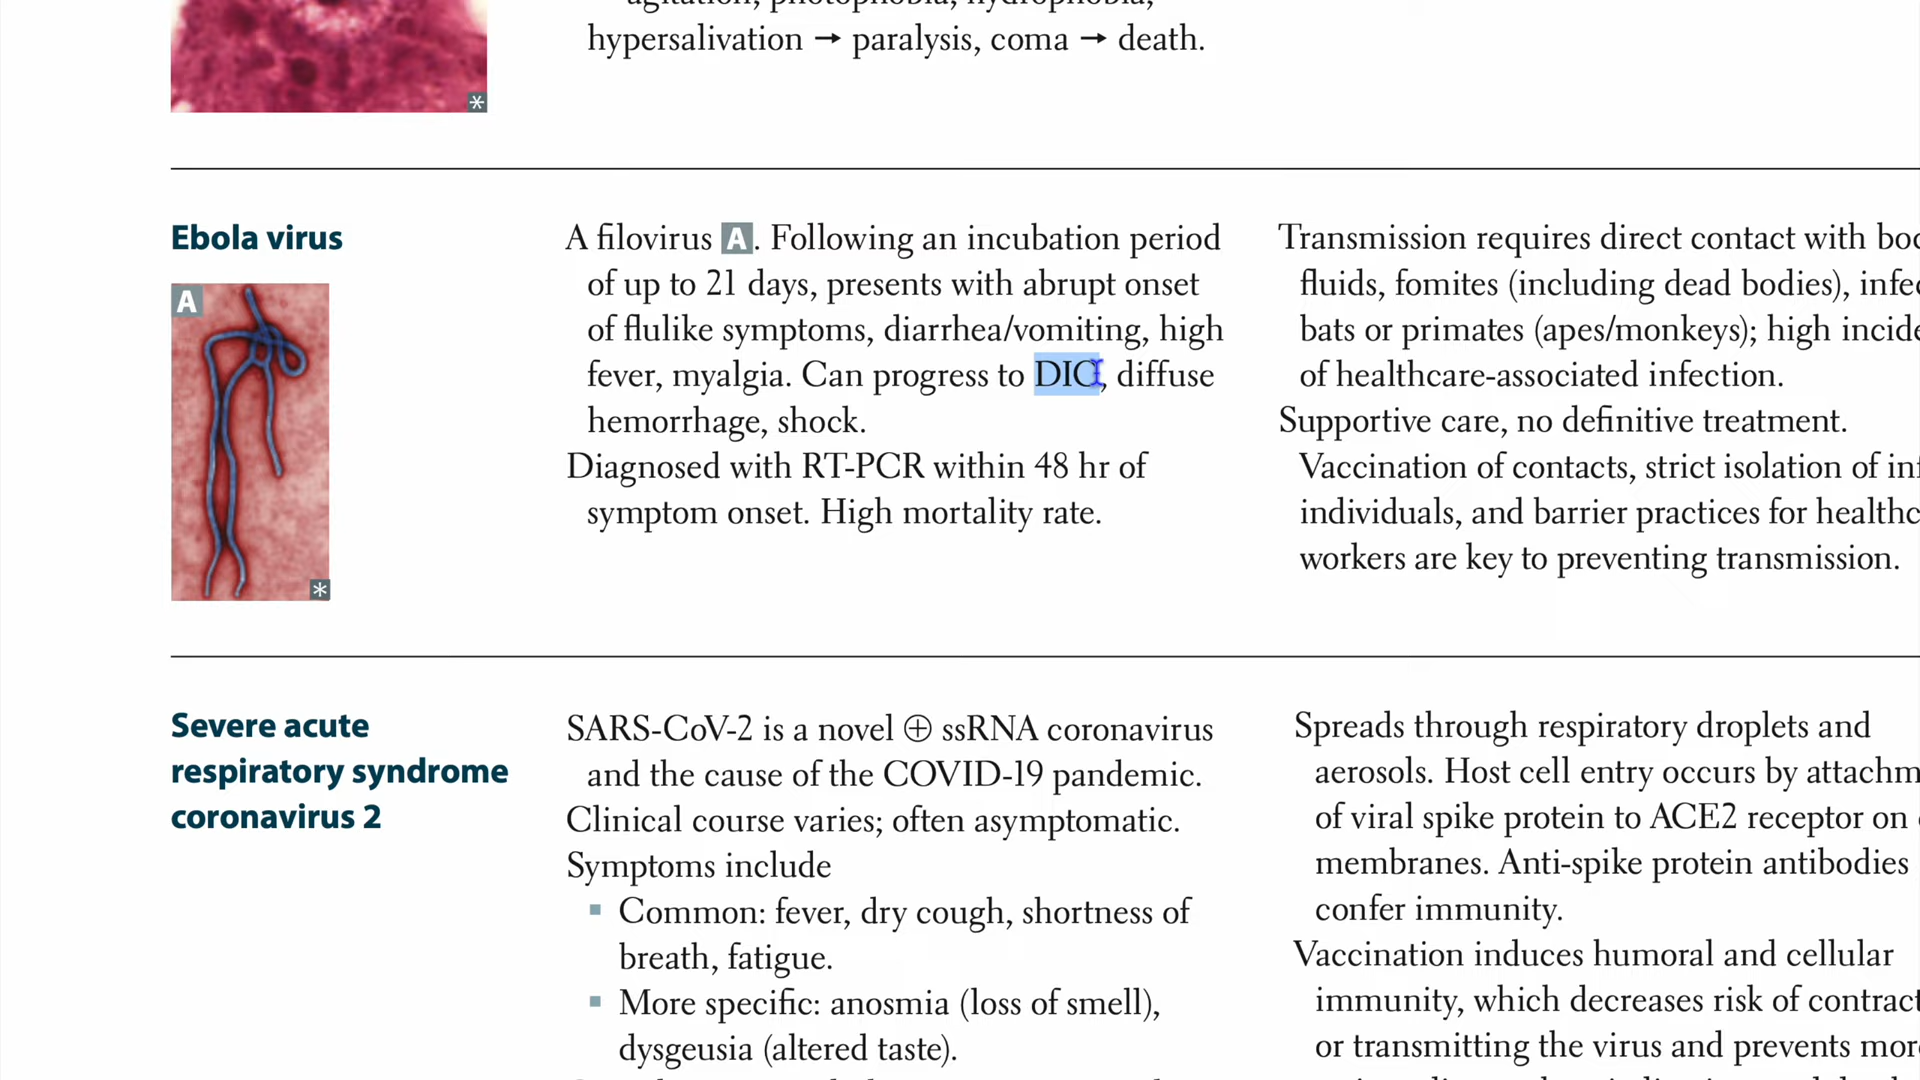 agitation, photophobia, hydrophobia,
hypersalivation → paralysis, coma → death.
*
Ebola virus
A
*
A filovirus A. Following an incubation period
of up to 21 days, presents with abrupt onset
of flulike symptoms, diarrhea/vomiting, high
fever, myalgia. Can progress to DIC, diffuse
hemorrhage, shock.
Diagnosed with RT-PCR within 48 hr of
symptom onset. High mortality rate.
Transmission requires direct contact with
fluids, fomites (including dead bodies),
bats or primates (apes/monkeys); high
of healthcare-associated infection.
Supportive care, no definitive treatment.
Vaccination of contacts, strict isolation of
individuals, and barrier practices for
workers are key to preventing transmission.
Severe acute
respiratory syndrome
coronavirus 2
SARS-CoV-2 is a novel ⊕ ssRNA coronavirus
and the cause of the COVID-19 pandemic.
Clinical course varies; often asymptomatic.
Symptoms include
▪ Common: fever, dry cough, shortness of
breath, fatigue.
▪ More specific: anosmia (loss of smell),
dysgeusia (altered taste).
Spreads through respiratory droplets and
aerosols. Host cell entry occurs by
of viral spike protein to ACE2 receptor on
membranes. Anti-spike protein antibodies
confer immunity.
Vaccination induces humoral and cellular
immunity, which decreases risk of
or transmitting the virus and prevents